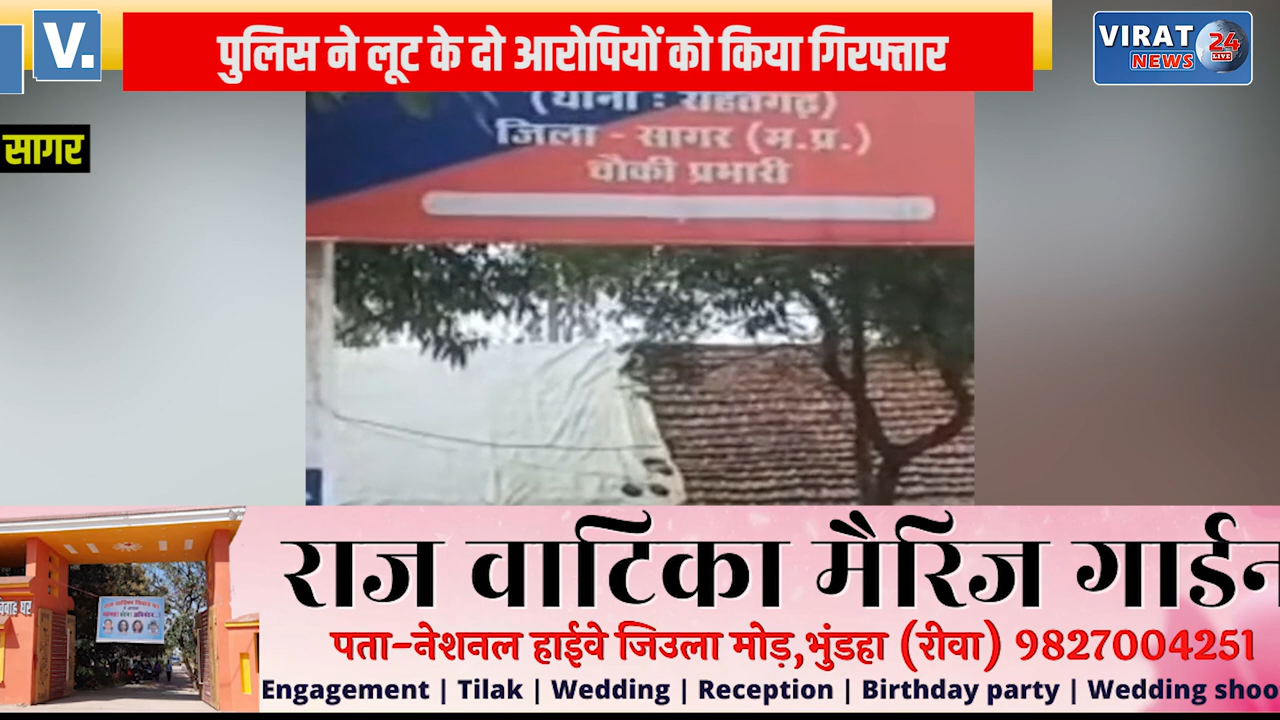 V.
पुलिस ने लूट के दो आरोपियों को किया गिरफ्तार
VIRAT
NEWS
24
LIVE
सागर
(थाना : राहतगढ़)
जिला - सागर (म.प्र.)
चौकी प्रभारी
राज वाटिका मैरिज गार्डन
पता-नेशनल हाईवे जिउला मोड़,भुंडहा (रीवा) 9827004251
Engagement | Tilak | Wedding | Reception | Birthday party | Wedding shoo